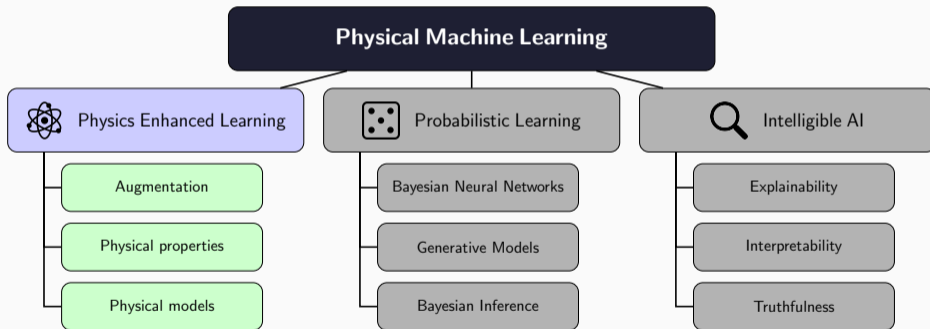 Physical Machine Learning
Physics Enhanced Learning
Augmentation
Physical properties
Physical models
Probabilistic Learning
Bayesian Neural Networks
Generative Models
Bayesian Inference
Intelligible AI
Explainability
Interpretability
Truthfulness